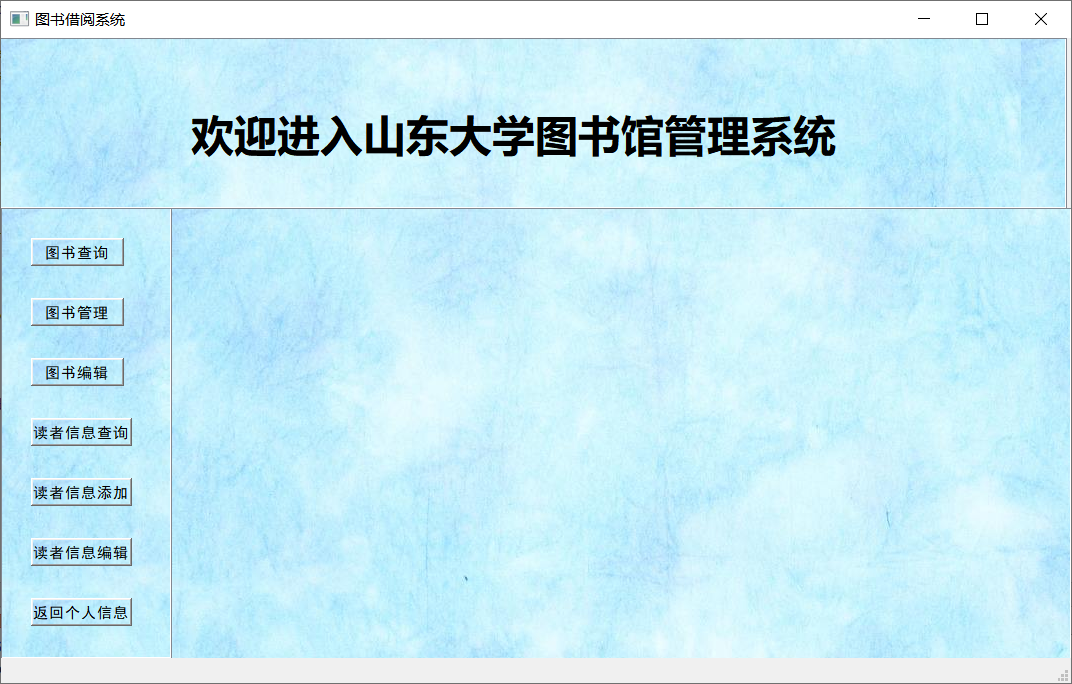 图书借阅系统
欢迎进入山东大学图书馆管理系统
图书查询
图书管理
图书编辑
读者信息查询
读者信息添加
读者信息编辑
返回个人信息